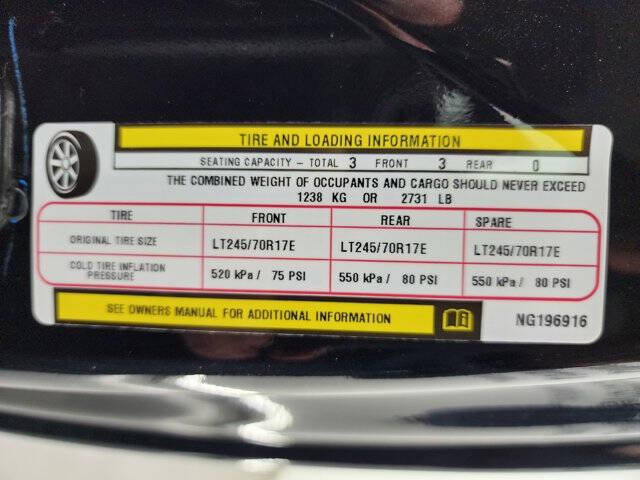 TIRE AND LOADING INFORMATION
SEATING CAPACITY – TOTAL 3 FRONT 3 REAR 0
THE COMBINED WEIGHT OF OCCUPANTS AND CARGO SHOULD NEVER EXCEED
1238 KG OR 2731 LB
TIRE FRONT REAR SPARE
ORIGINAL TIRE SIZE LT245/70R17E LT245/70R17E LT245/70R17E
COLD TIRE INFLATION
PRESSURE 520 kPa / 75 PSI 550 kPa / 80 PSI 550 kPa / 80 PSI
SEE OWNERS MANUAL FOR ADDITIONAL INFORMATION NG196916